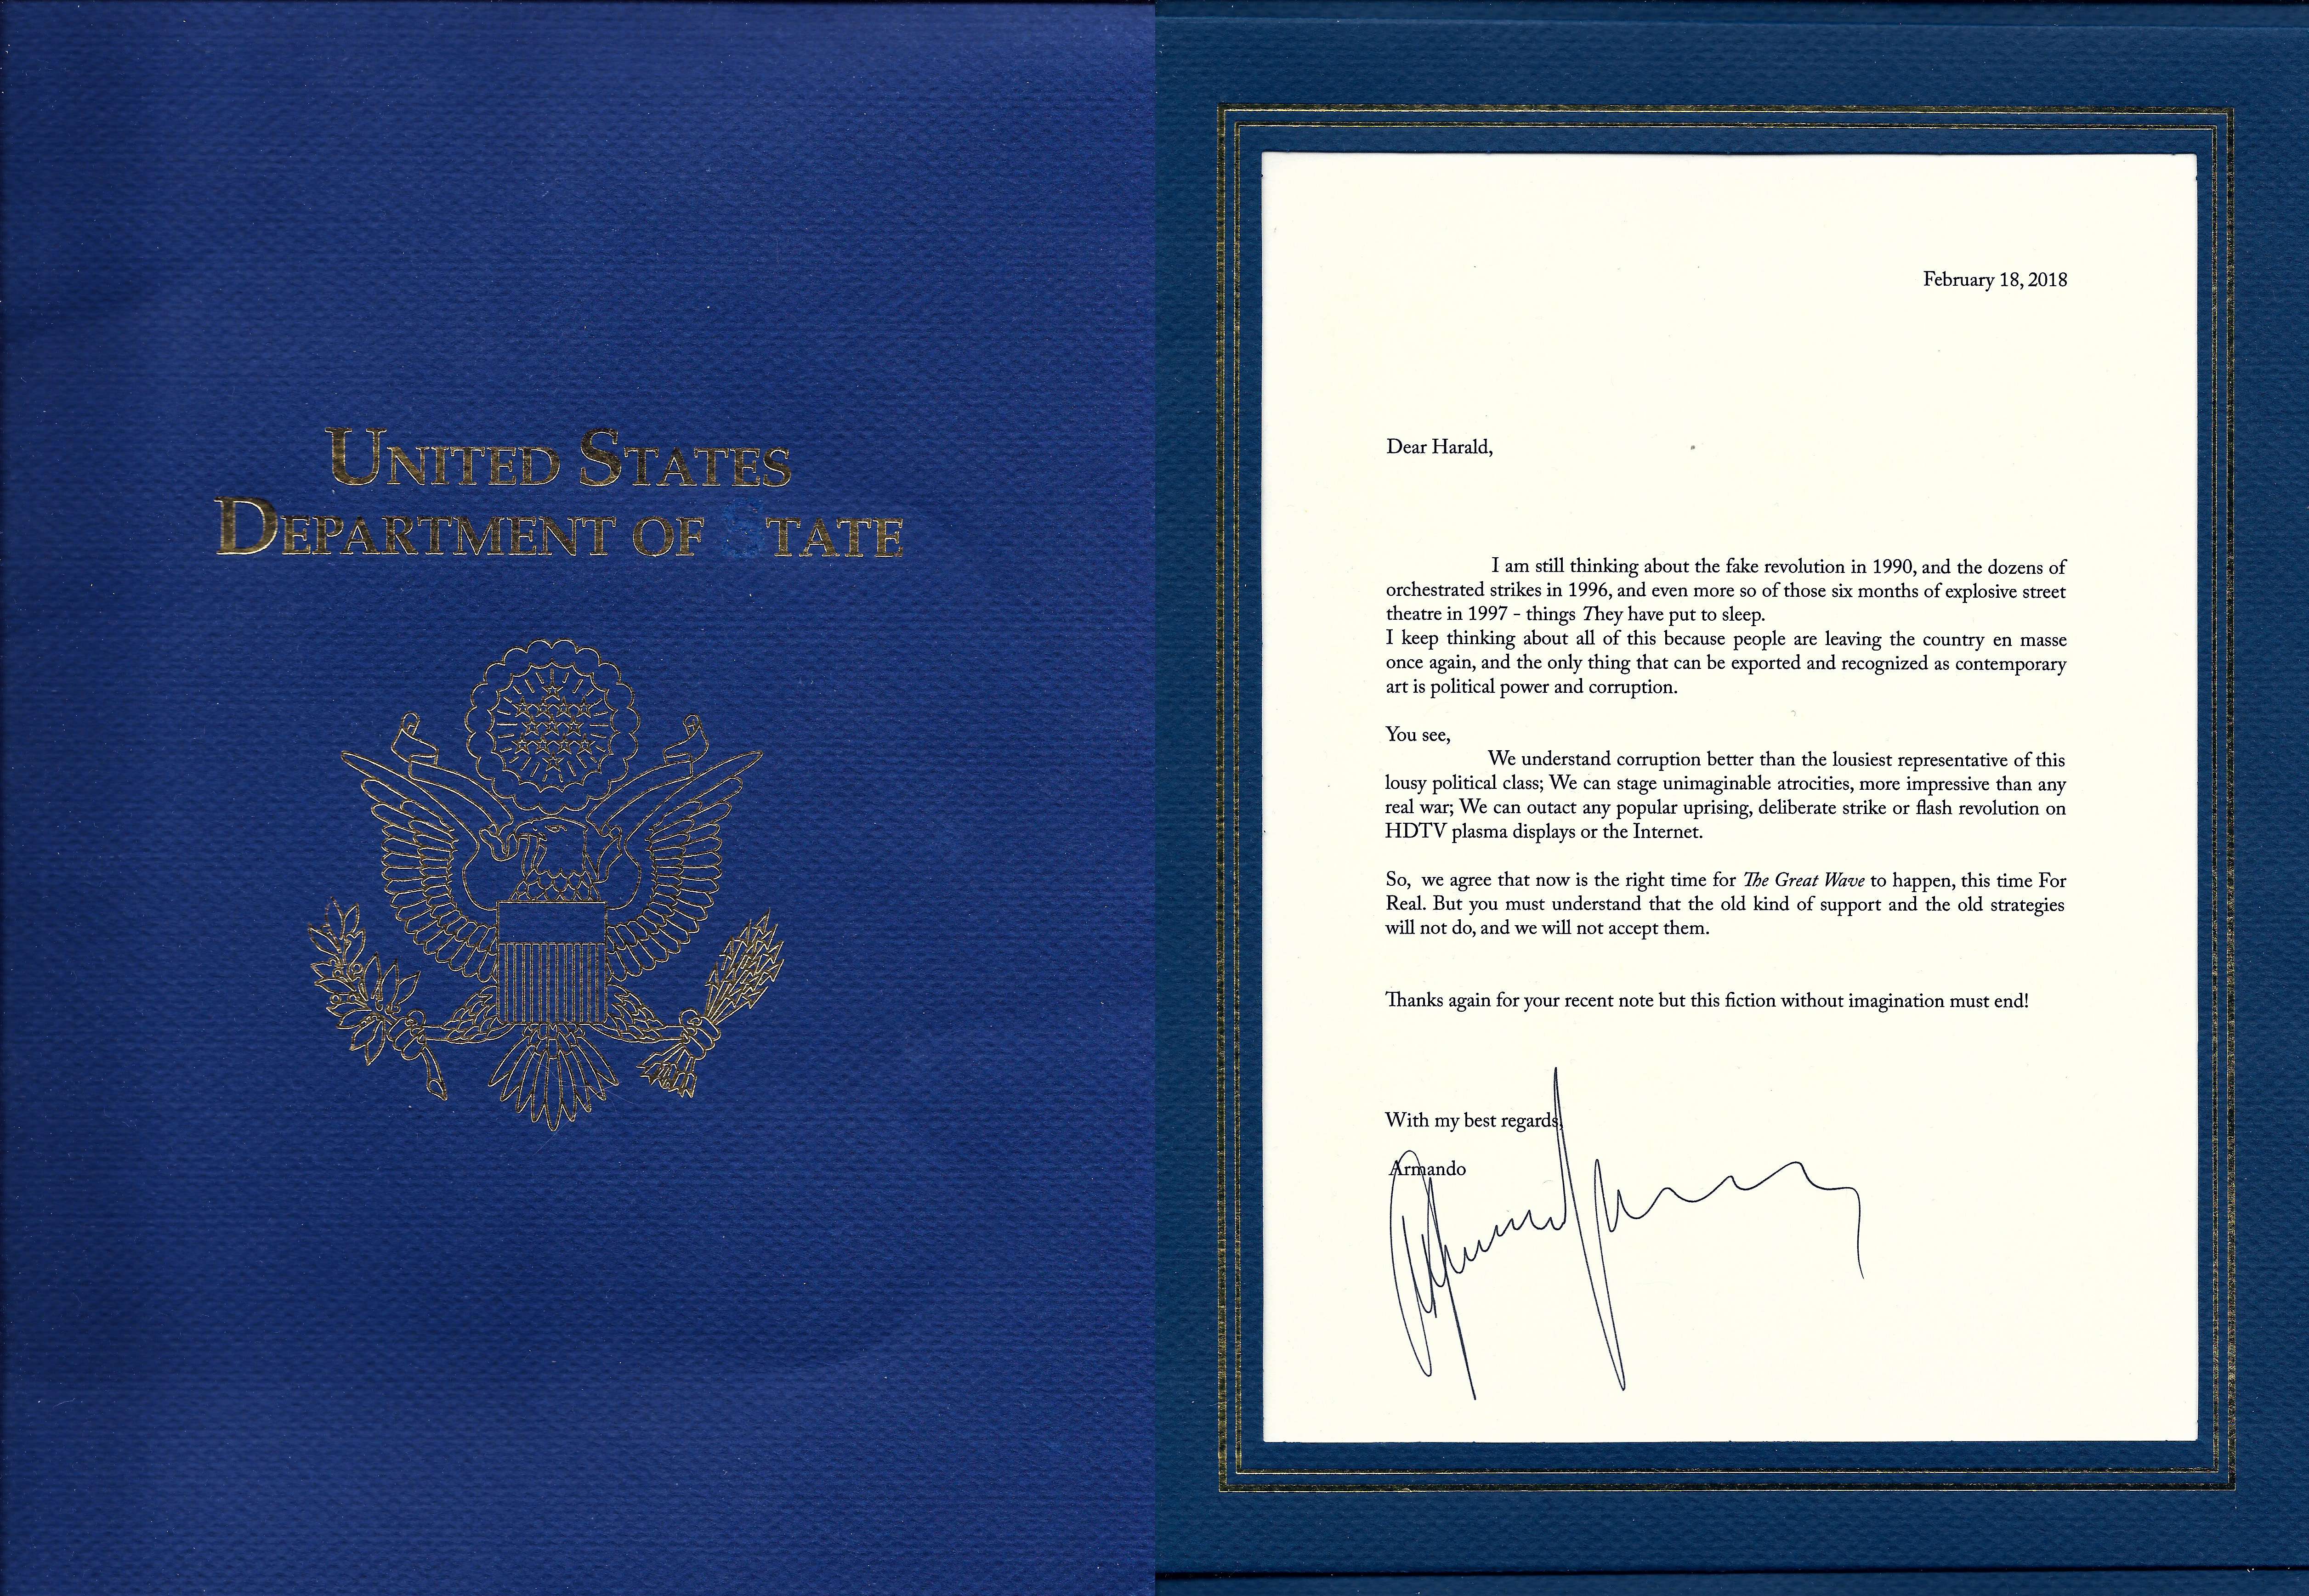 UNITED STATES
DEPARTMENT OF STATE
February 18, 2018
Dear Harald,
I am still thinking about the fake revolution in 1990, and the dozens of
orchestrated strikes in 1996, and even more so of those six months of explosive street
theatre in 1997 - things They have put to sleep.
I keep thinking about all of this because people are leaving the country en masse
once again, and the only thing that can be exported and recognized as contemporary
art is political power and corruption.
You see,
We understand corruption better than the lousiest representative of this
lousy political class; We can stage unimaginable atrocities, more impressive than any
real war; We can outact any popular uprising, deliberate strike or flash revolution on
HDTV plasma displays or the Internet.
So, we agree that now is the right time for The Great Wave to happen, this time For
Real. But you must understand that the old kind of support and the old strategies
will not do, and we will not accept them.
Thanks again for your recent note but this fiction without imagination must end!
With my best regards,
Armando